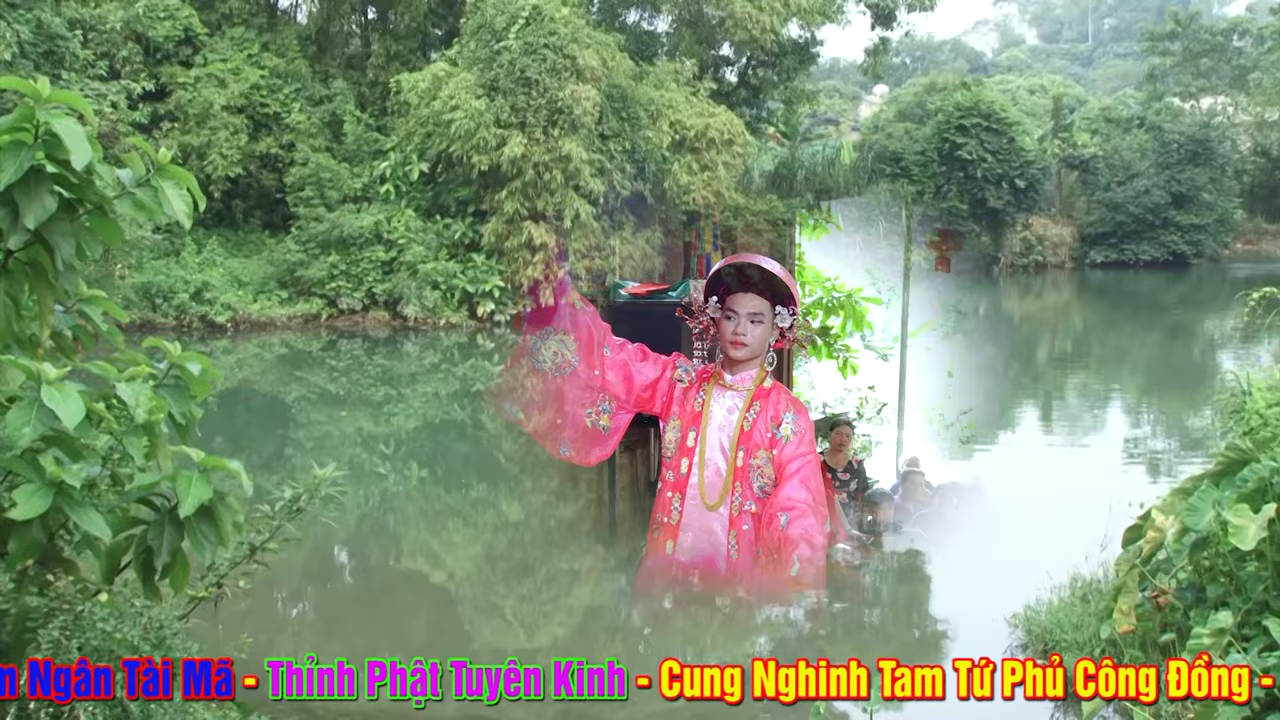 Ngân Tài Mã - Thỉnh Phật Tuyên Kinh - Cung Nghinh Tam Tứ Phủ Công Đồng -